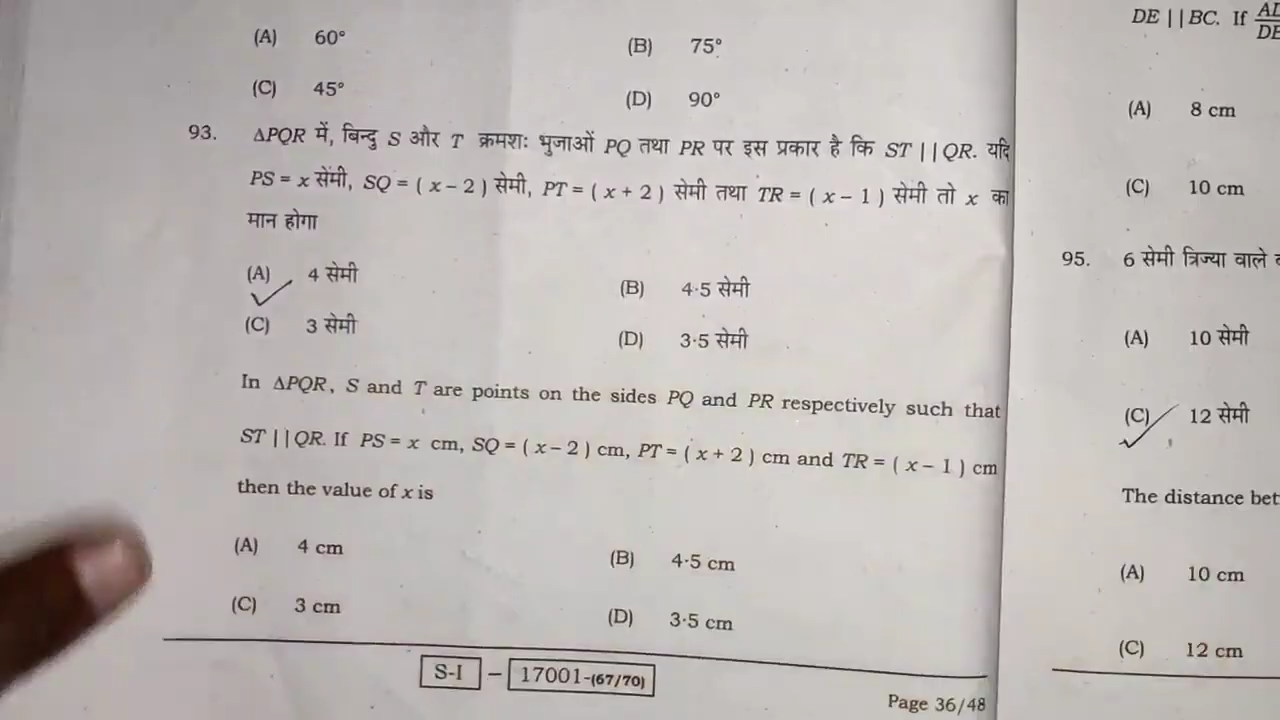 (A) 60° (B) 75°
(C) 45° (D) 90°
93. ΔPQR में, बिन्दु S और T क्रमशः भुजाओं PQ तथा PR पर इस प्रकार है कि ST || QR. यदि
PS = x सेंमी, SQ = ( x – 2 ) सेमी, PT = ( x + 2 ) सेमी तथा TR = ( x – 1 ) सेमी तो x का
मान होगा
(A) 4 सेमी (B) 4·5 सेमी
(C) 3 सेमी (D) 3·5 सेमी
In ΔPQR, S and T are points on the sides PQ and PR respectively such that
ST || QR. If PS = x cm, SQ = ( x – 2 ) cm, PT = ( x + 2 ) cm and TR = ( x – 1 ) cm
then the value of x is
(A) 4 cm (B) 4·5 cm
(C) 3 cm (D) 3·5 cm
S-I – 17001-(67/70)
Page 36/48
DE || BC. If
(A) 8 cm
(C) 10 cm
95. 6 सेमी त्रिज्या वाले
(A) 10 सेमी
(C) 12 सेमी
The distance bet
(A) 10 cm
(C) 12 cm